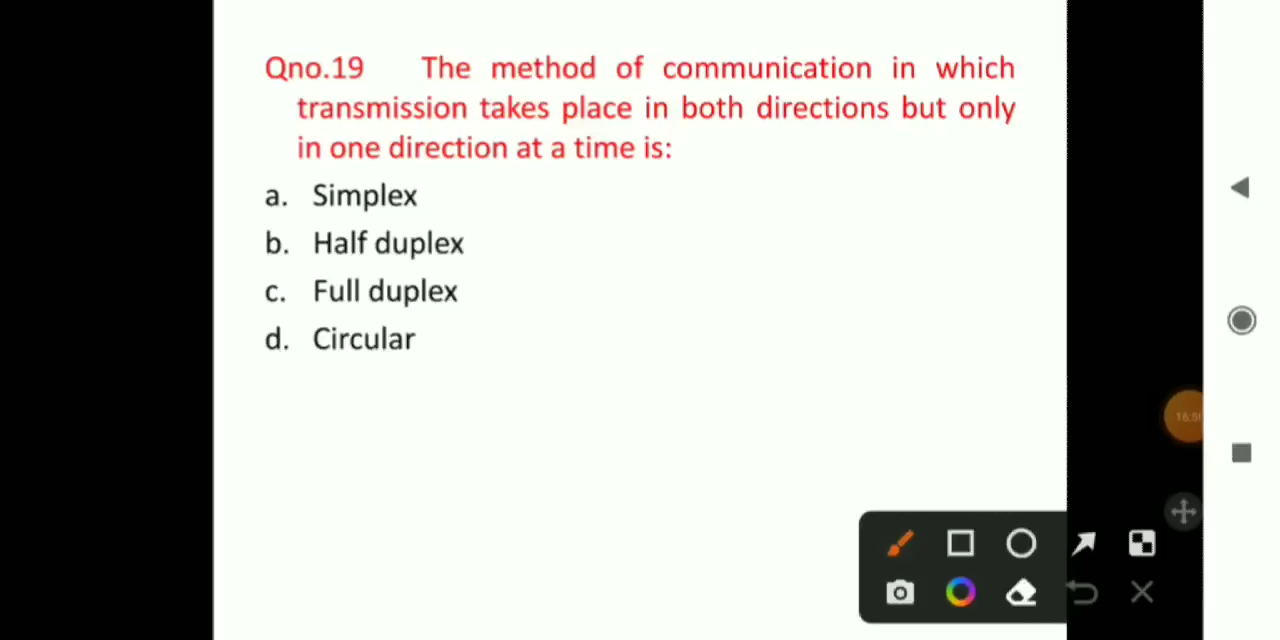 Qno.19 The method of communication in which
transmission takes place in both directions but only
in one direction at a time is:
a. Simplex
b. Half duplex
c. Full duplex
d. Circular